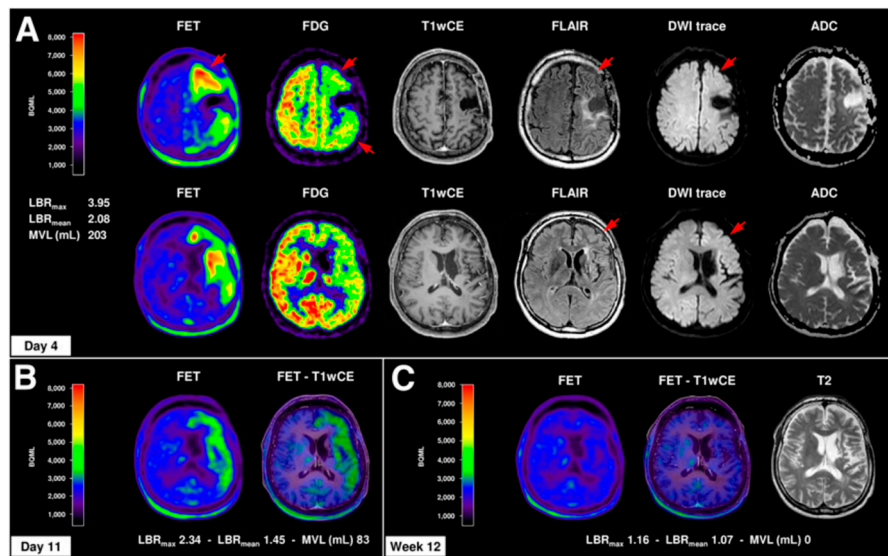 A
FET FDG T1wCE FLAIR DWI trace ADC
8,000
7,000
6,000
5,000
4,000
3,000
2,000
1,000
BQML
FET FDG T1wCE FLAIR DWI trace ADC
LBRmax 3.95
LBRmean 2.08
MVL (mL) 203
Day 4
B
FET FET - T1wCE
8,000
7,000
6,000
5,000
4,000
3,000
2,000
1,000
BQML
LBRmax 2.34 - LBRmean 1.45 - MVL (mL) 83
Day 11
C
FET FET - T1wCE T2
8,000
7,000
6,000
5,000
4,000
3,000
2,000
1,000
BQML
LBRmax 1.16 - LBRmean 1.07 - MVL (mL) 0
Week 12